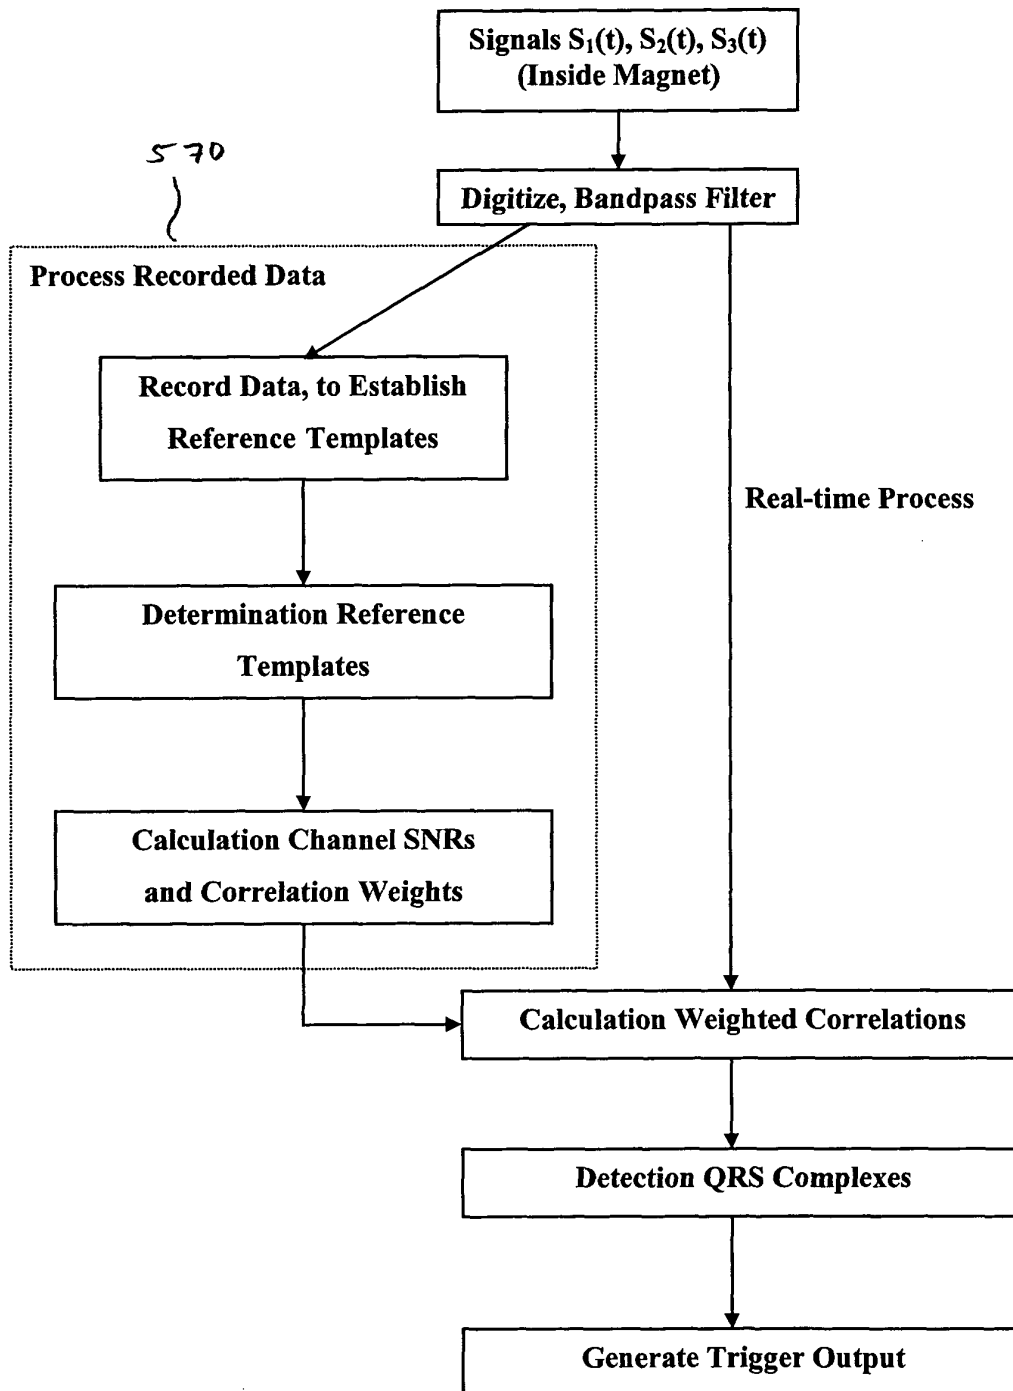 Signals S₁(t), S₂(t), S₃(t)
(Inside Magnet)
570
Digitize, Bandpass Filter
Process Recorded Data
Record Data, to Establish
Reference Templates
Real-time Process
Determination Reference
Templates
Calculation Channel SNRs
and Correlation Weights
Calculation Weighted Correlations
Detection QRS Complexes
Generate Trigger Output